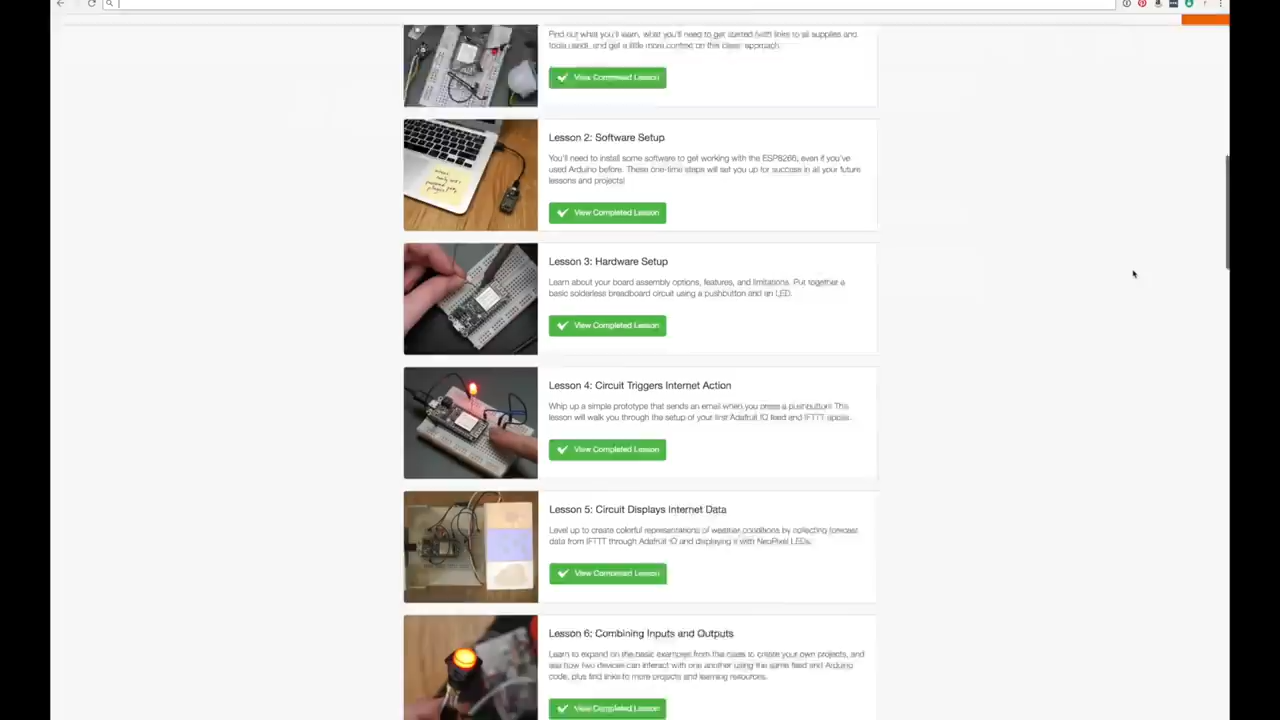 Find out what you'll learn, what you'll need to get started (with links to all supplies and
tools used), and get a little more context on this class' approach.
View Completed Lesson
Lesson 2: Software Setup
You'll need to install some software to get working with the ESP8266, even if you've
used Arduino before. These one-time steps will set you up for success in all your future
lessons and projects!
View Completed Lesson
Lesson 3: Hardware Setup
Learn about your board assembly options, features, and limitations. Put together a
basic solderless breadboard circuit using a pushbutton and an LED.
View Completed Lesson
Lesson 4: Circuit Triggers Internet Action
Whip up a simple prototype that sends an email when you press a pushbutton! This
lesson will walk you through the setup of your first Adafruit IO feed and IFTTT applet.
View Completed Lesson
Lesson 5: Circuit Displays Internet Data
Level up to create colorful representations of weather conditions by collecting forecast
data from IFTTT through Adafruit IO and displaying it with NeoPixel LEDs.
View Completed Lesson
Lesson 6: Combining Inputs and Outputs
Learn to expand on the basic examples from the class to create your own projects, and
see how two devices can interact with one another using the same feed and Arduino
code, plus find links to more projects and learning resources.
View Completed Lesson